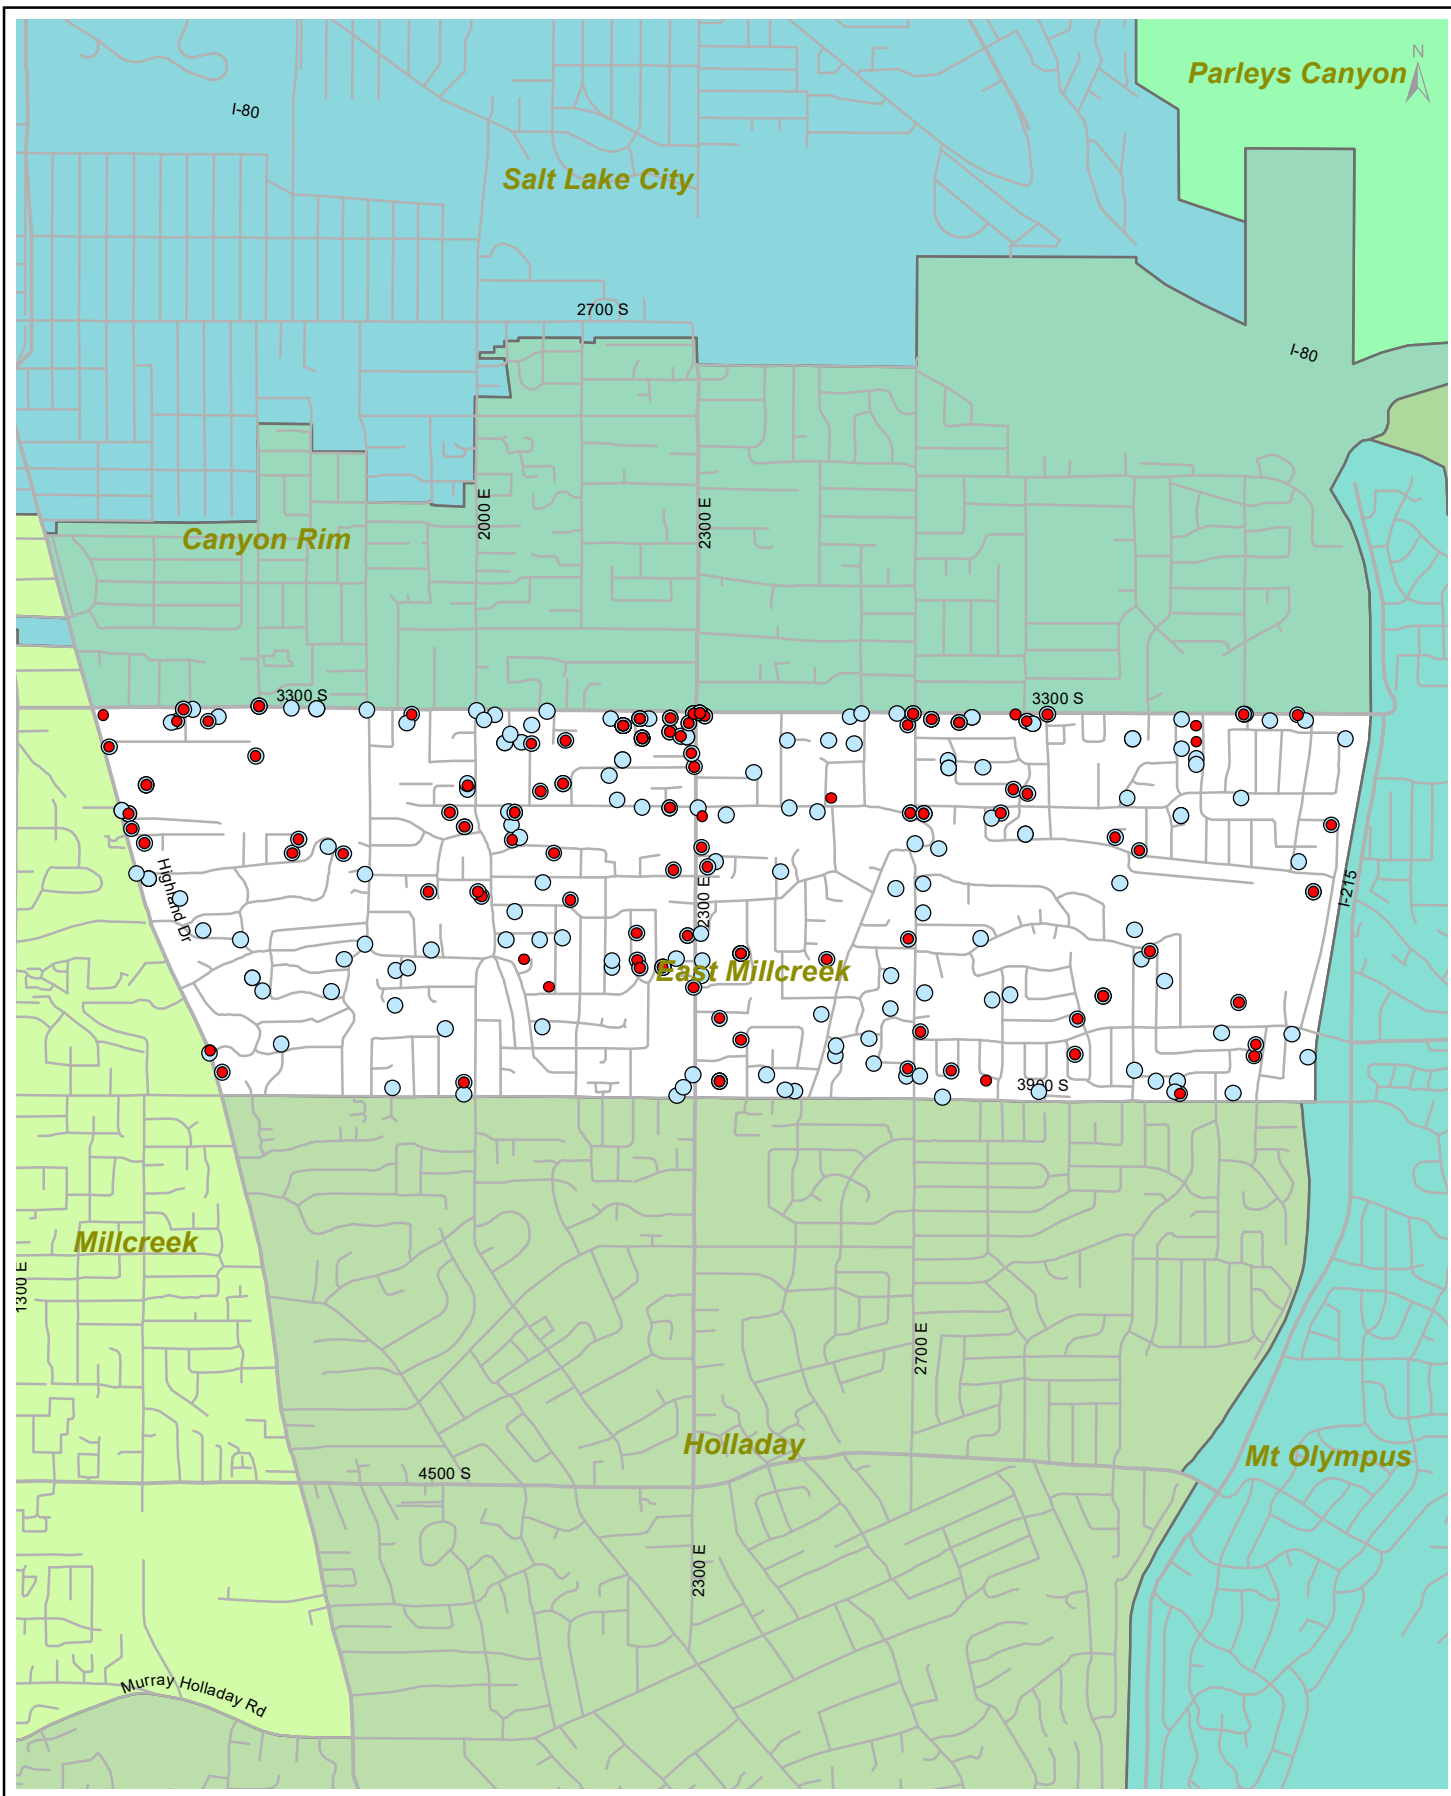 Parleys Canyon
N
I-80
Salt Lake City
2700 S
I-80
2000 E
2300 E
Canyon Rim
3300 S
3300 S
Highland Dr
2300 E
I-215
East Millcreek
3900 S
Millcreek
1300 E
2700 E
Holladay
Mt Olympus
4500 S
2300 E
Murray Holladay Rd